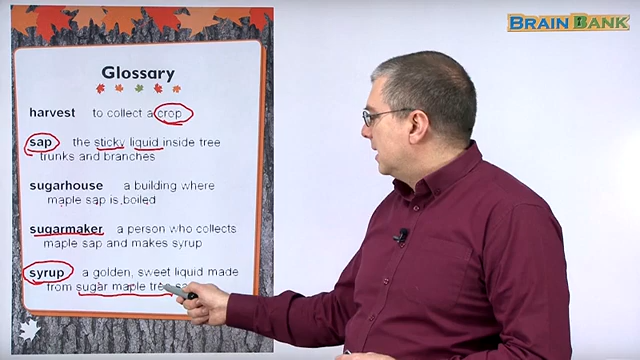 BRAIN BANK
Glossary
harvest to collect a crop
sap the sticky liquid inside tree
trunks and branches
sugarhouse a building where
maple sap is boiled
sugarmaker a person who collects
maple sap and makes syrup
syrup a golden, sweet liquid made
from sugar maple tree